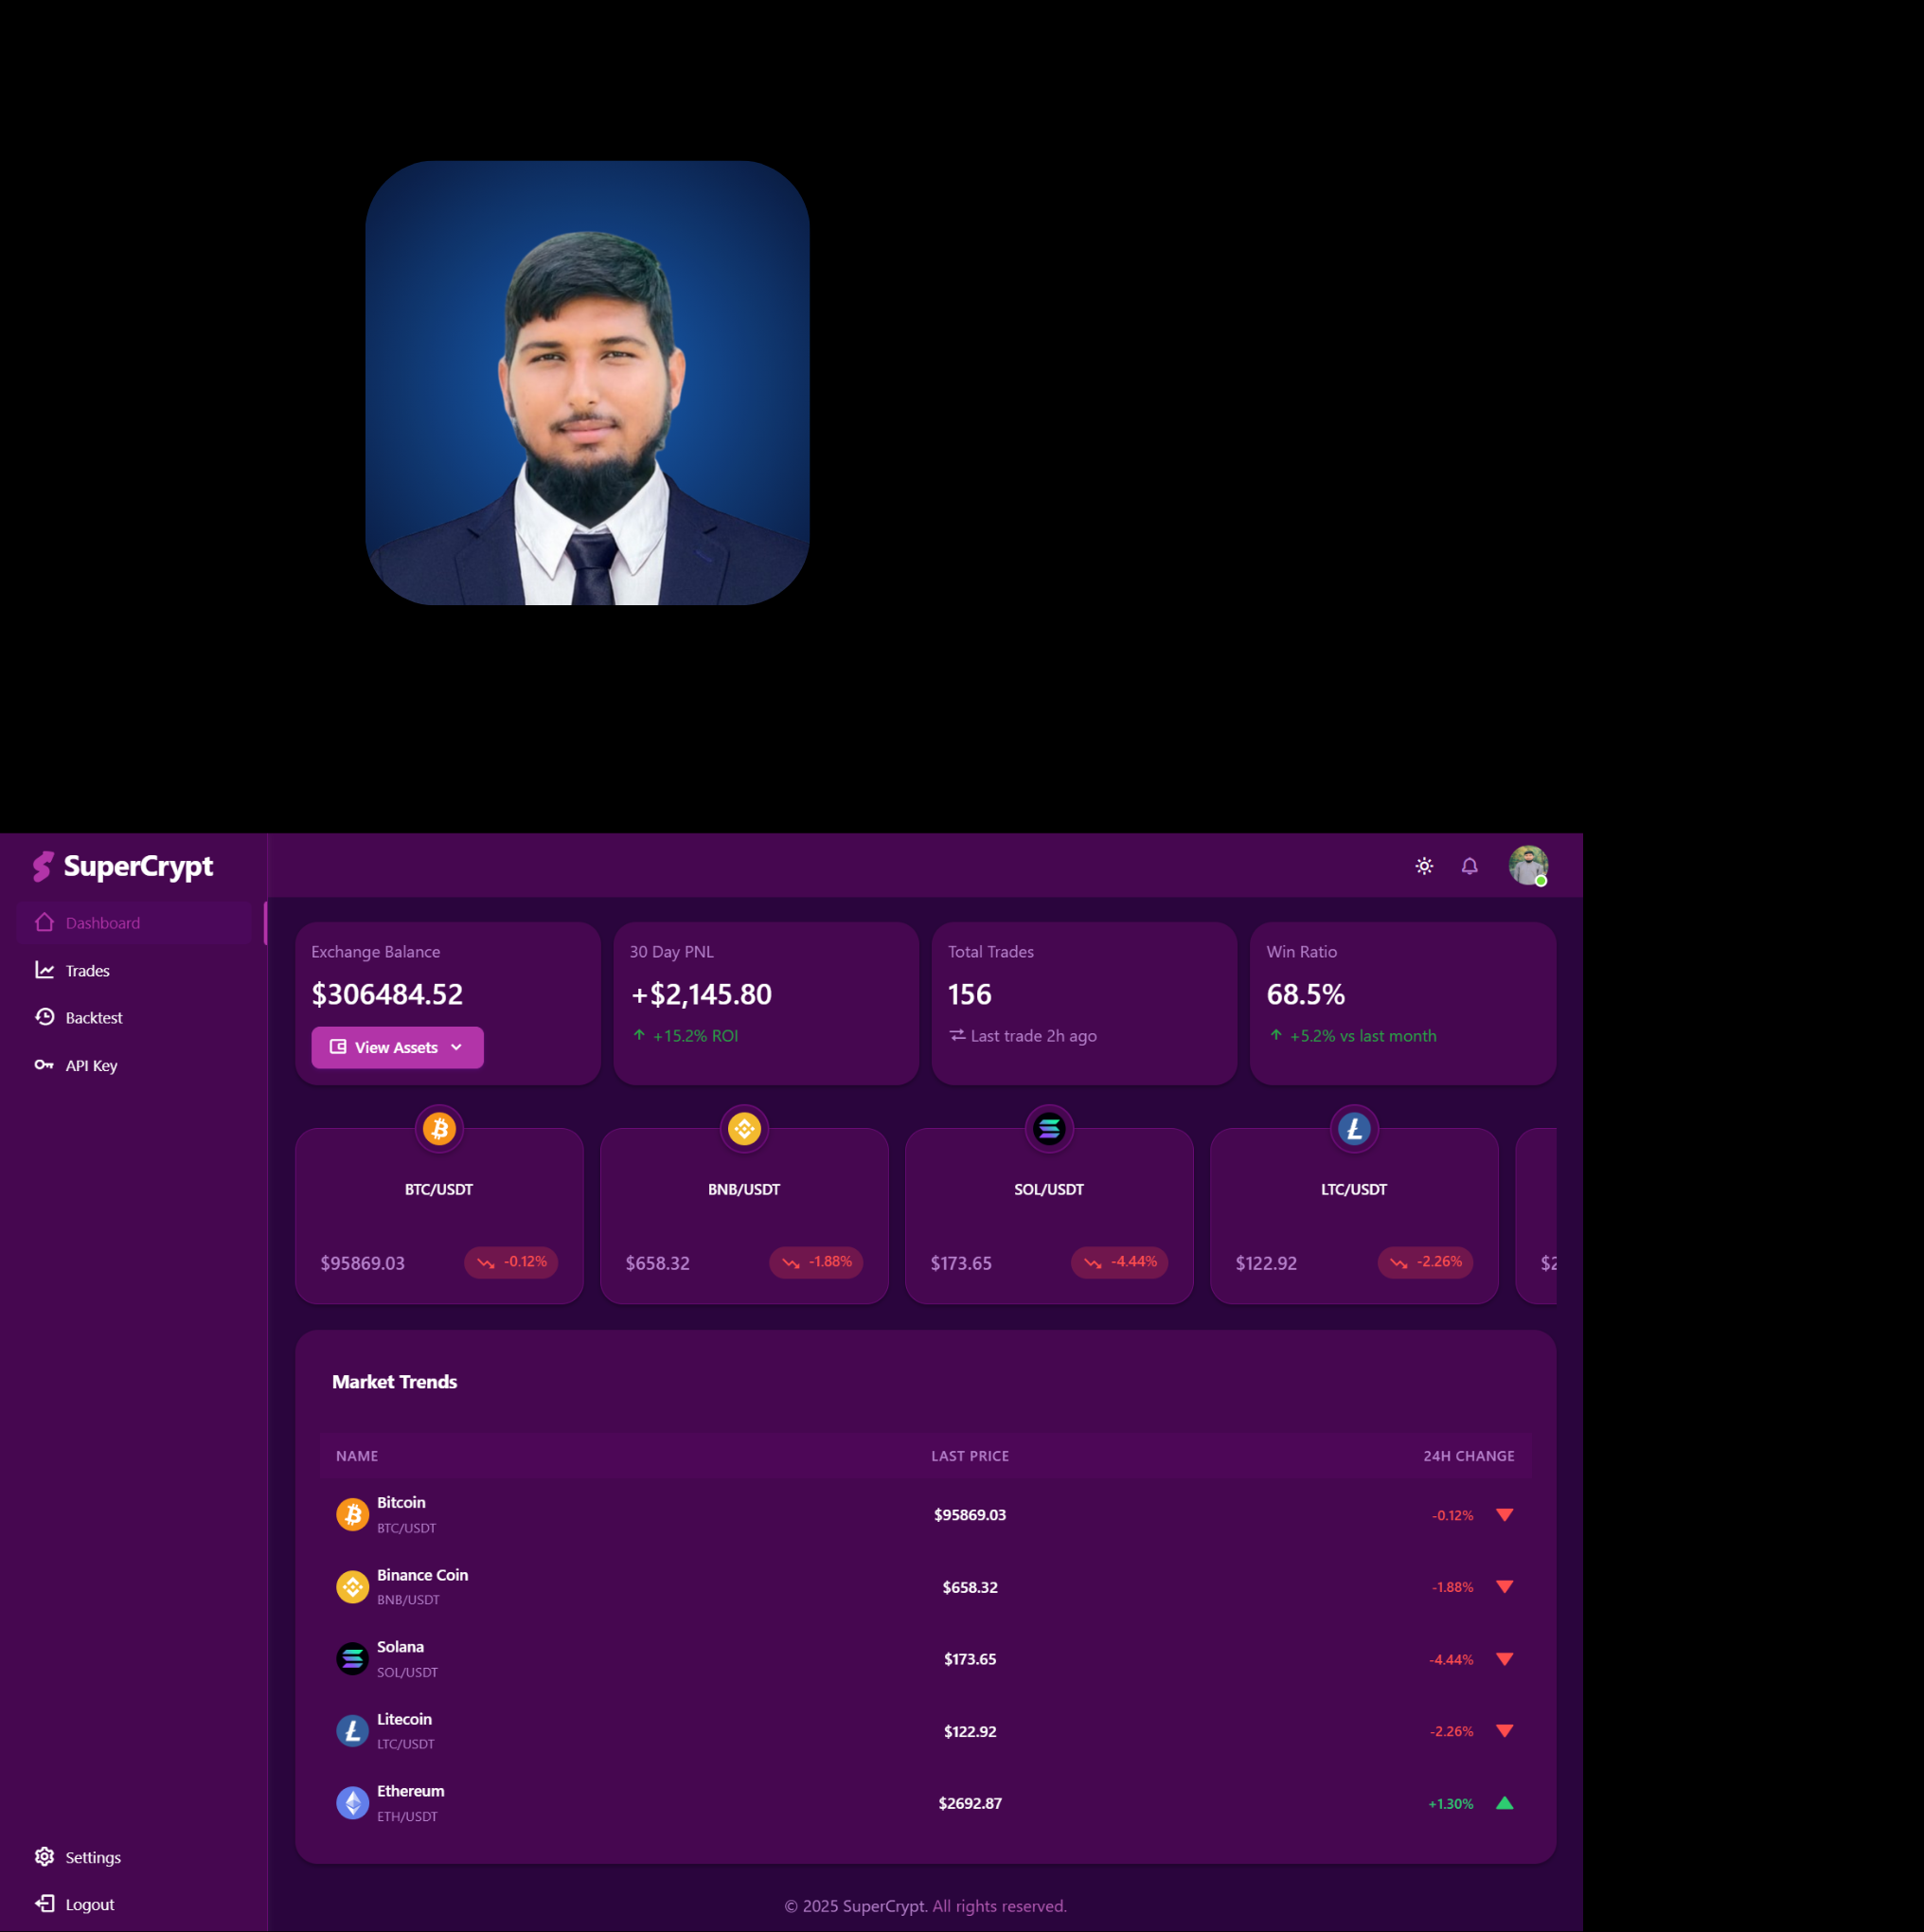 SuperCrypt
Dashboard
Trades
Backtest
API Key
Settings
Logout
Exchange Balance
$306484.52
View Assets
30 Day PNL
+$2,145.80
+15.2% ROI
Total Trades
156
Last trade 2h ago
Win Ratio
68.5%
+5.2% vs last month
BTC/USDT
$95869.03 -0.12%
BNB/USDT
$658.32 -1.88%
SOL/USDT
$173.65 -4.44%
LTC/USDT
$122.92 -2.26%
Market Trends
NAME LAST PRICE 24H CHANGE
Bitcoin
BTC/USDT
$95869.03 -0.12%
Binance Coin
BNB/USDT
$658.32 -1.88%
Solana
SOL/USDT
$173.65 -4.44%
Litecoin
LTC/USDT
$122.92 -2.26%
Ethereum
ETH/USDT
$2692.87 +1.30%
© 2025 SuperCrypt. All rights reserved.